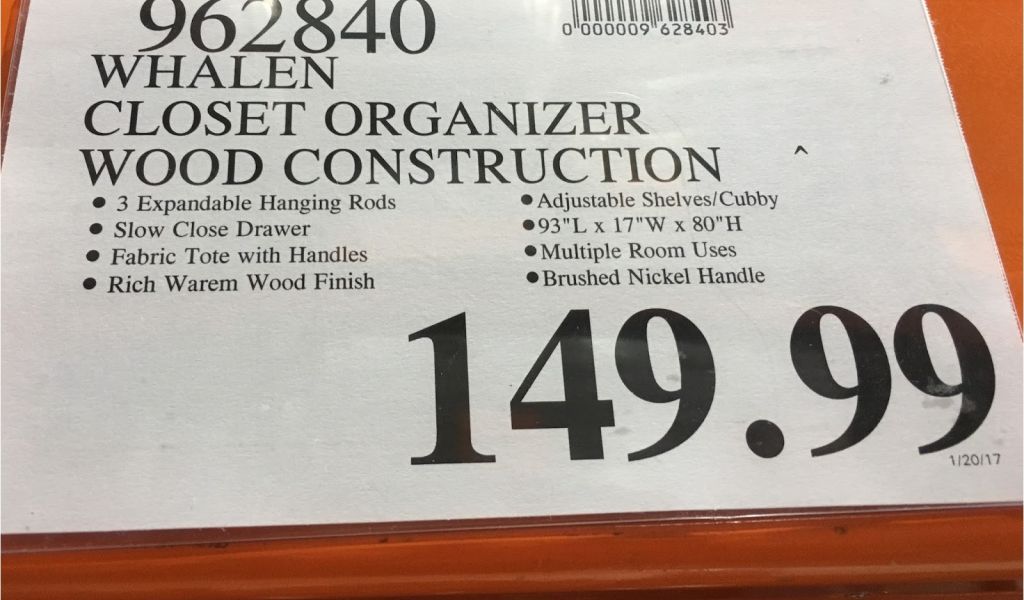 962840
0 000009 628403
WHALEN
CLOSET ORGANIZER
WOOD CONSTRUCTION ^
• 3 Expandable Hanging Rods
• Slow Close Drawer
• Fabric Tote with Handles
• Rich Warem Wood Finish
• Adjustable Shelves/Cubby
• 93"L x 17"W x 80"H
• Multiple Room Uses
• Brushed Nickel Handle
149.99
1/20/17